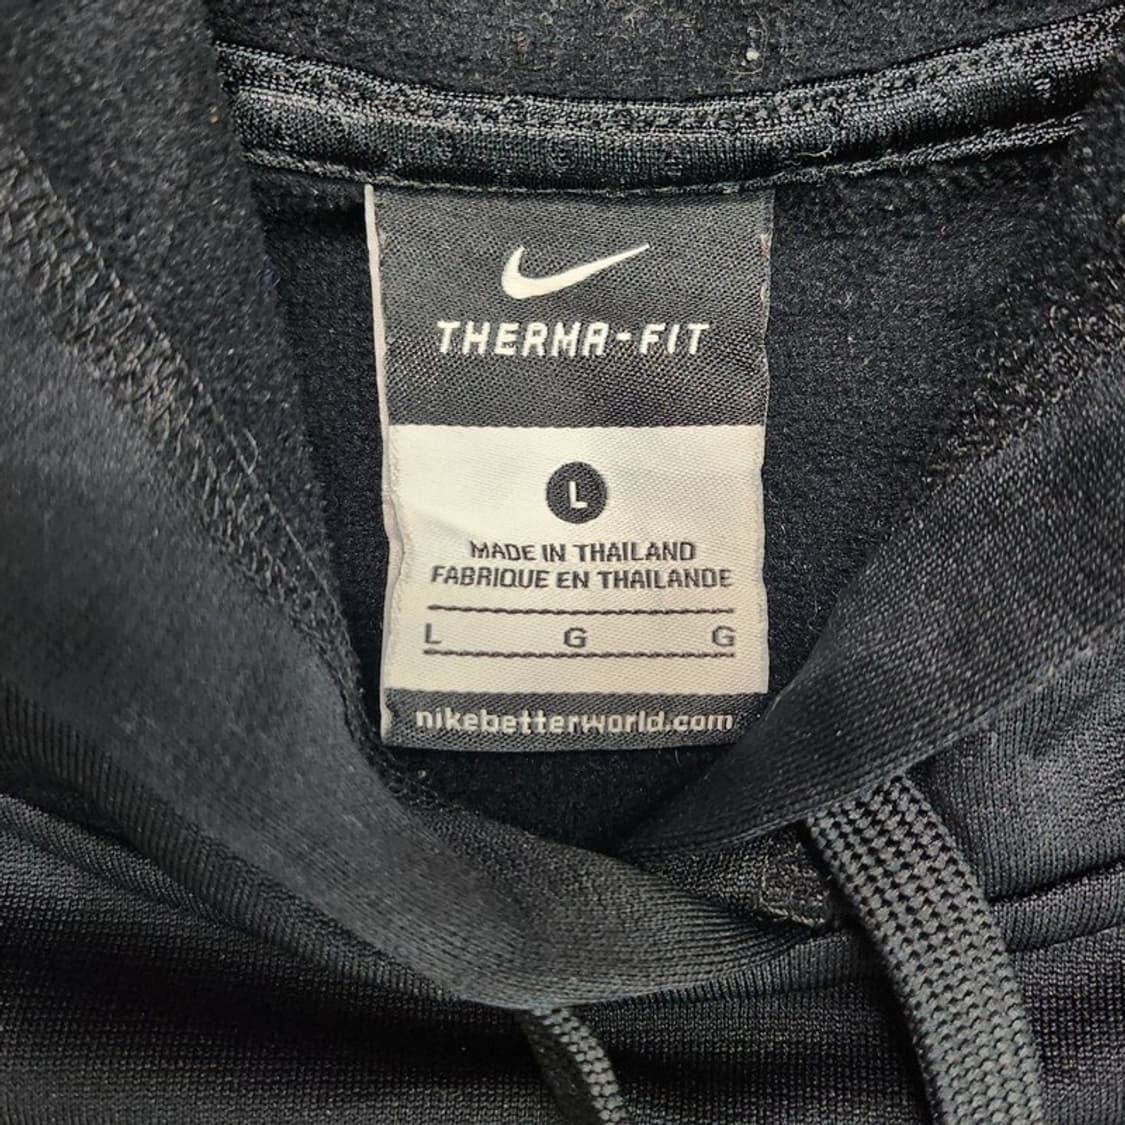 THERMA-FIT
L
MADE IN THAILAND
FABRIQUE EN THAILANDE
L G G
nikebetterworld.com